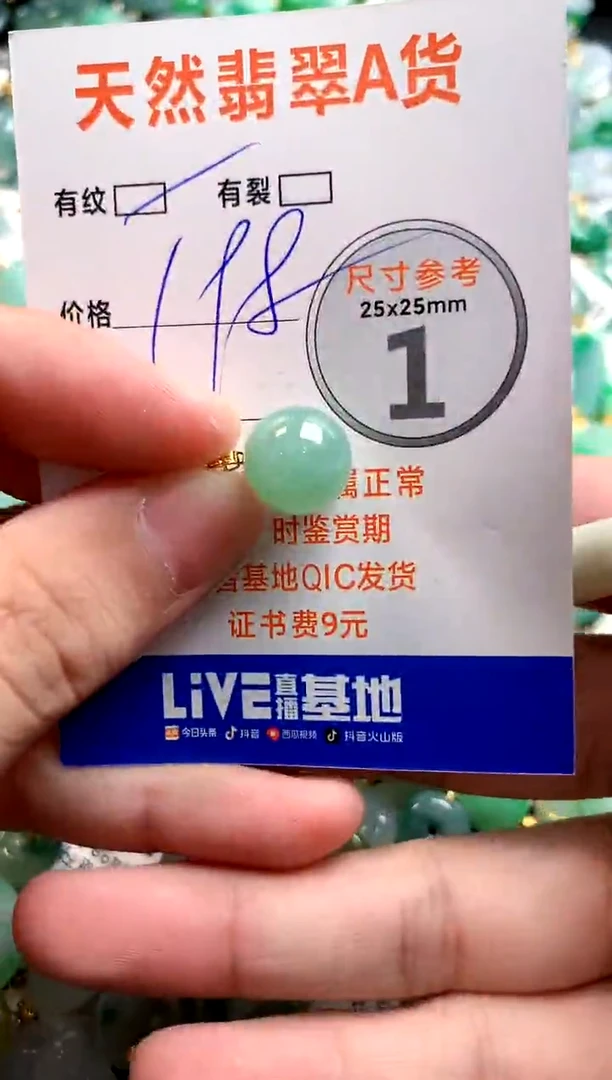 天然翡翠A货
有纹 有裂
价格 198
尺寸参考
25x25mm
1
属正常
时鉴赏期
基地QIC发货
证书费9元
LiVE直播基地
今日头条 抖音 西瓜视频 抖音火山版